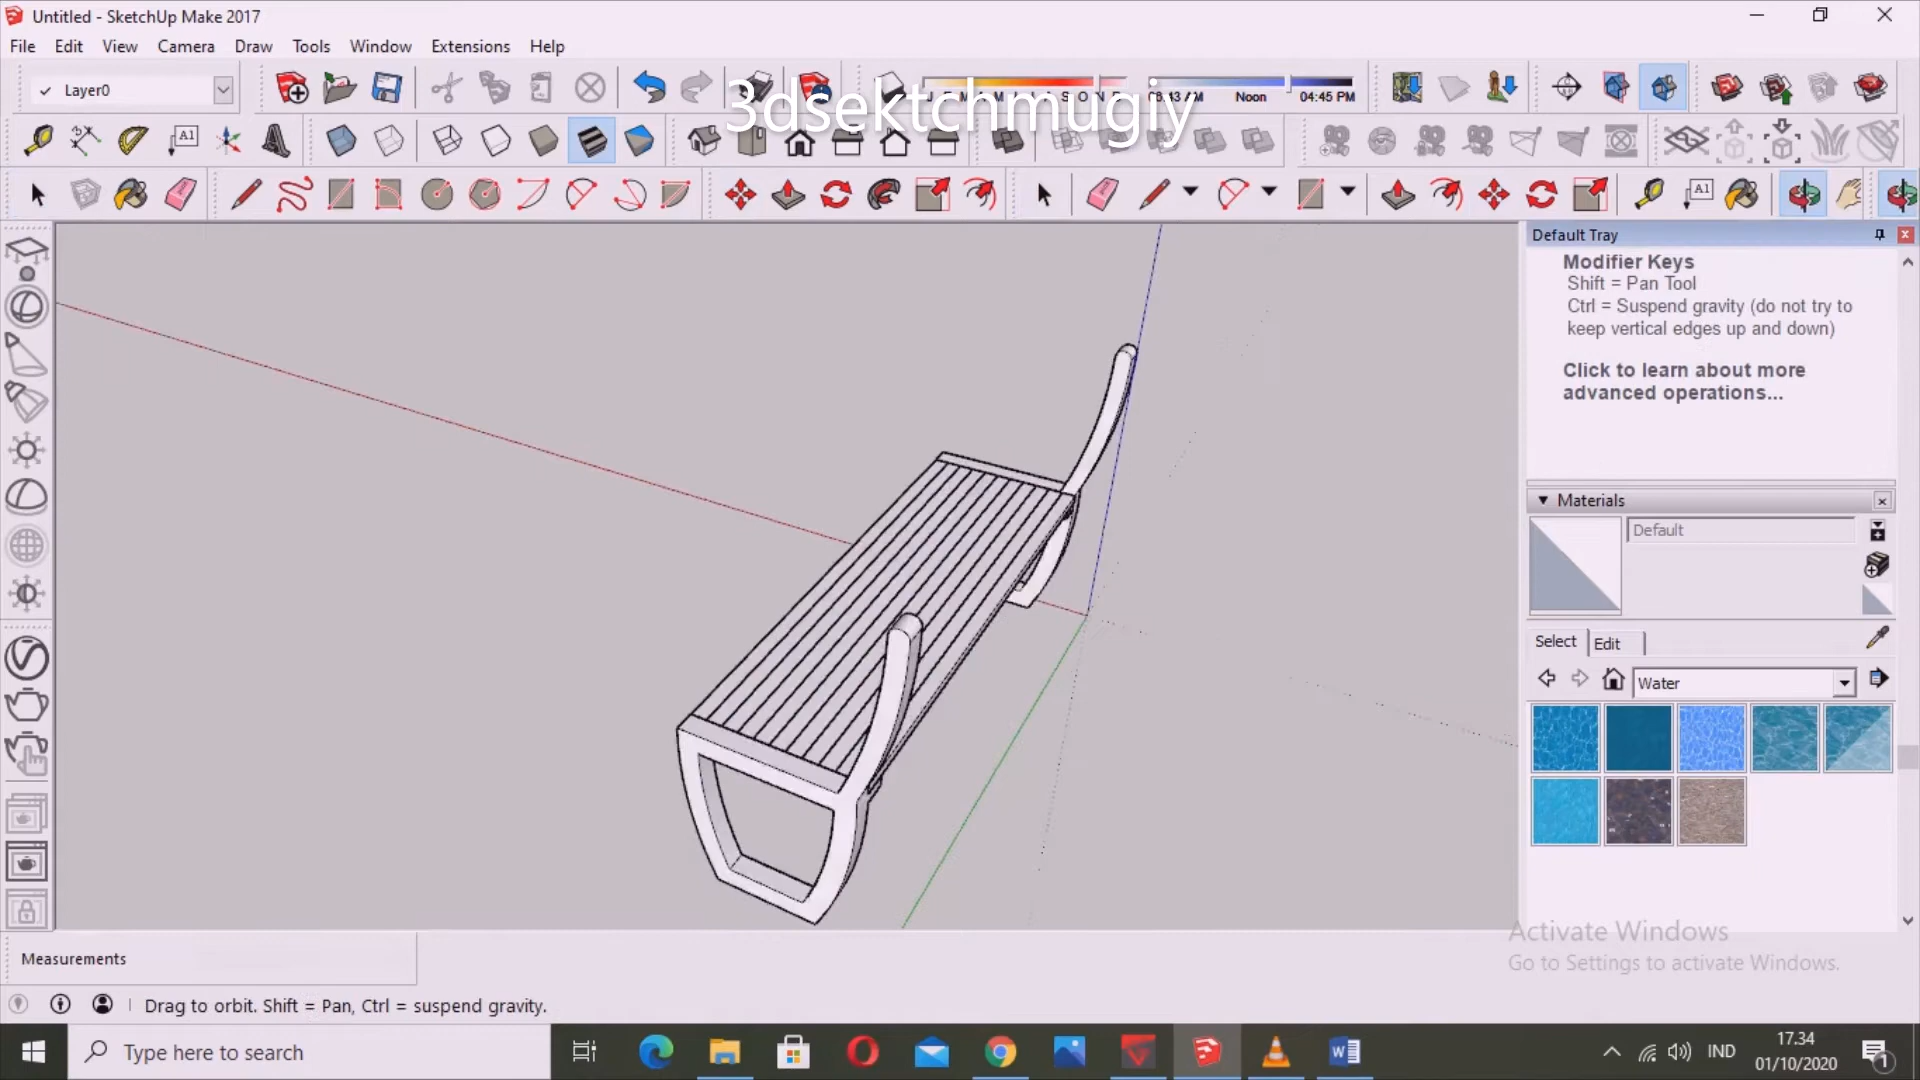 Untitled - SketchUp Make 2017
File Edit View Camera Draw Tools Window Extensions Help
Layer0
3dsektchmugiy
Noon 04:45 PM
A1
A1
Default Tray
Modifier Keys
Shift = Pan Tool
Ctrl = Suspend gravity (do not try to
keep vertical edges up and down)
Click to learn about more
advanced operations...
Materials
Default
Select Edit
Water
Activate Windows
Go to Settings to activate Windows.
Measurements
Drag to orbit. Shift = Pan, Ctrl = suspend gravity.
Type here to search
IND
17.34
01/10/2020
1